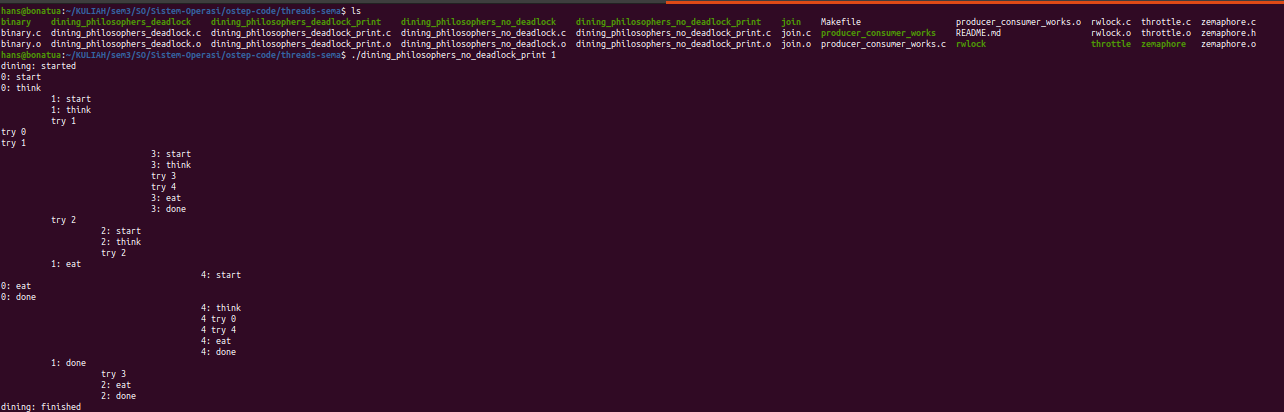 hans@bonatua:~/KULIAH/sem3/SO/Sistem-Operasi/ostep-code/threads-sema$ ls
binary    dining_philosophers_deadlock    dining_philosophers_deadlock_print    dining_philosophers_no_deadlock    dining_philosophers_no_deadlock_print    join    Makefile                   producer_consumer_works.o  rwlock.c  throttle.c  zemaphore.c
binary.c  dining_philosophers_deadlock.c  dining_philosophers_deadlock_print.c  dining_philosophers_no_deadlock.c  dining_philosophers_no_deadlock_print.c  join.c  producer_consumer_works    README.md                  rwlock.o  throttle.o  zemaphore.h
binary.o  dining_philosophers_deadlock.o  dining_philosophers_deadlock_print.o  dining_philosophers_no_deadlock.o  dining_philosophers_no_deadlock_print.o  join.o  producer_consumer_works.c  rwlock                     throttle  zemaphore   zemaphore.o
hans@bonatua:~/KULIAH/sem3/SO/Sistem-Operasi/ostep-code/threads-sema$ ./dining_philosophers_no_deadlock_print 1
dining: started
0: start
0: think
          1: start
          1: think
          try 1
try 0
try 1
                              3: start
                              3: think
                              try 3
                              try 4
                              3: eat
                              3: done
          try 2
                    2: start
                    2: think
                    try 2
          1: eat
                                        4: start
0: eat
0: done
                                        4: think
                                        4 try 0
                                        4 try 4
                                        4: eat
                                        4: done
          1: done
                    try 3
                    2: eat
                    2: done
dining: finished